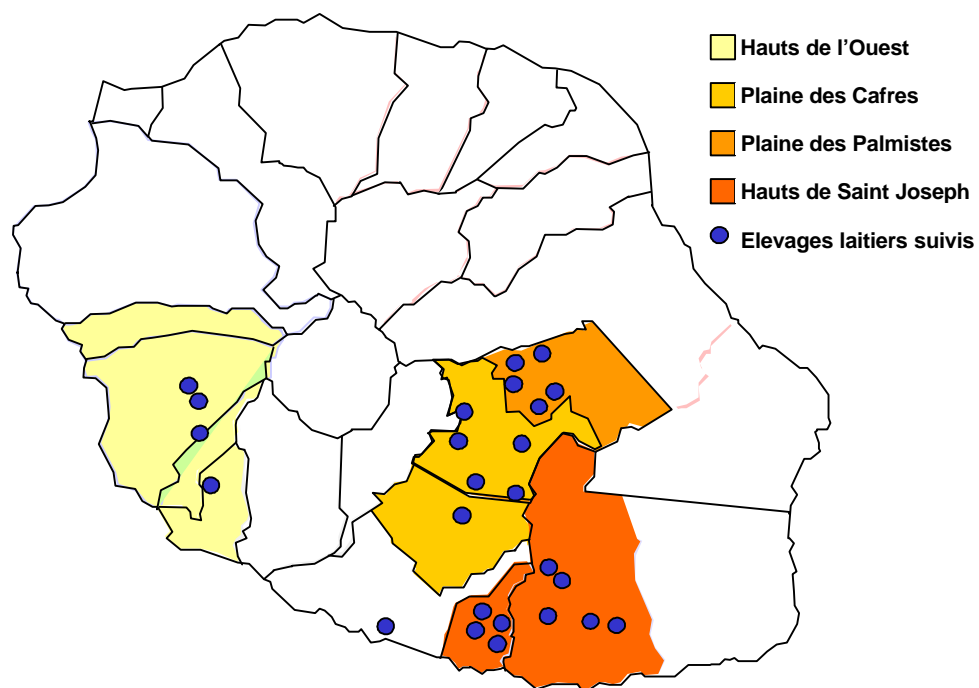 Hauts de l'Ouest
Plaine des Cafres
Plaine des Palmistes
Hauts de Saint Joseph
Elevages laitiers suivis